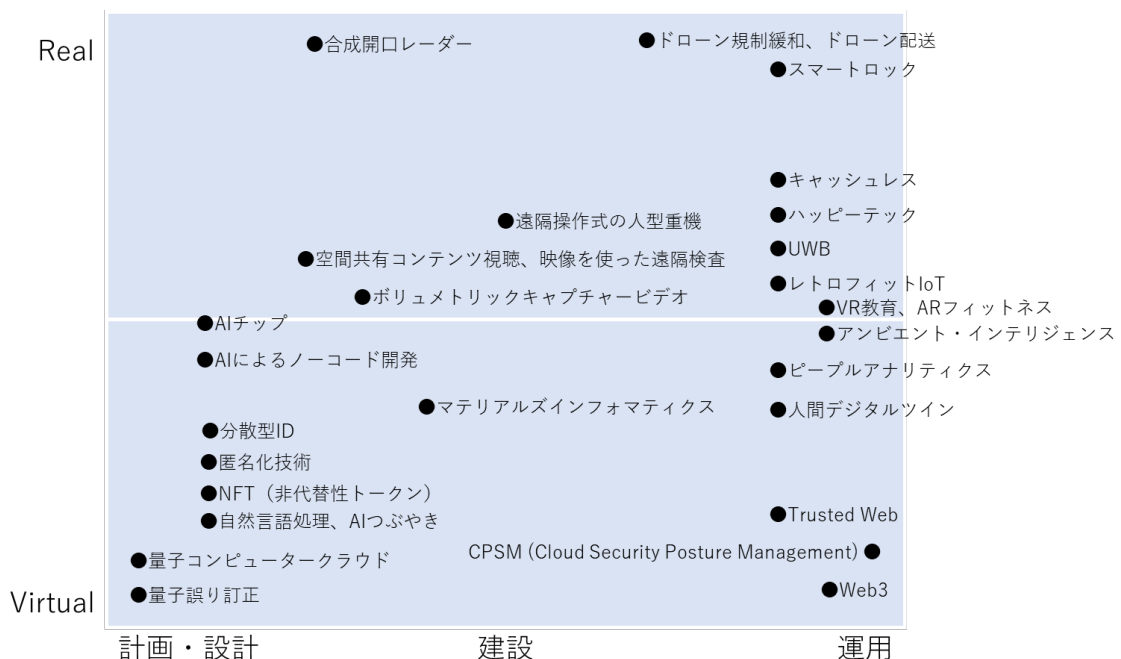 Real
●合成開口レーダー
●ドローン規制緩和、ドローン配送
●スマートロック
●キャッシュレス
●ハッピーテック
●遠隔操作式の人型重機
●UWB
●空間共有コンテンツ視聴、映像を使った遠隔検査
●レトロフィットIoT
●ボリュメトリックキャプチャービデオ
●VR教育、ARフィットネス
●AIチップ
●アンビエント・インテリジェンス
●AIによるノーコード開発
●ピープルアナリティクス
●マテリアルズインフォマティクス
●人間デジタルツイン
●分散型ID
●匿名化技術
●NFT（非代替性トークン）
●自然言語処理、AIつぶやき
●Trusted Web
CPSM (Cloud Security Posture Management)●
●量子コンピュータークラウド
●Web3
●量子誤り訂正
Virtual
計画・設計
建設
運用